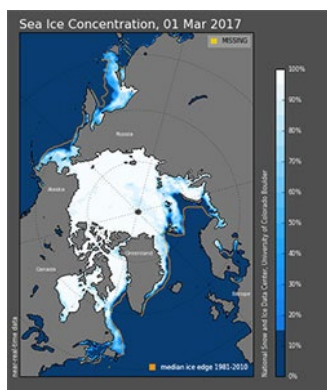 Sea Ice Concentration, 01 Mar 2017
MISSING
Russia
Alaska
Canada
Greenland
Europe
100%
90%
80%
70%
60%
50%
40%
30%
20%
10%
0%
National Snow and Ice Data Center, University of Colorado Boulder
near-real-time data
median ice edge 1981-2010